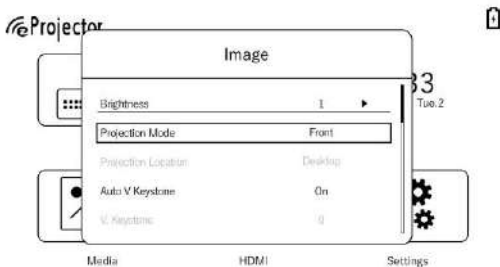 eProjector
Image
33
Tue.2
Brightness 1
Projection Mode Front
Projection Location Desktop
Auto V Keystone On
V. Keystone 0
Media HDMI Settings